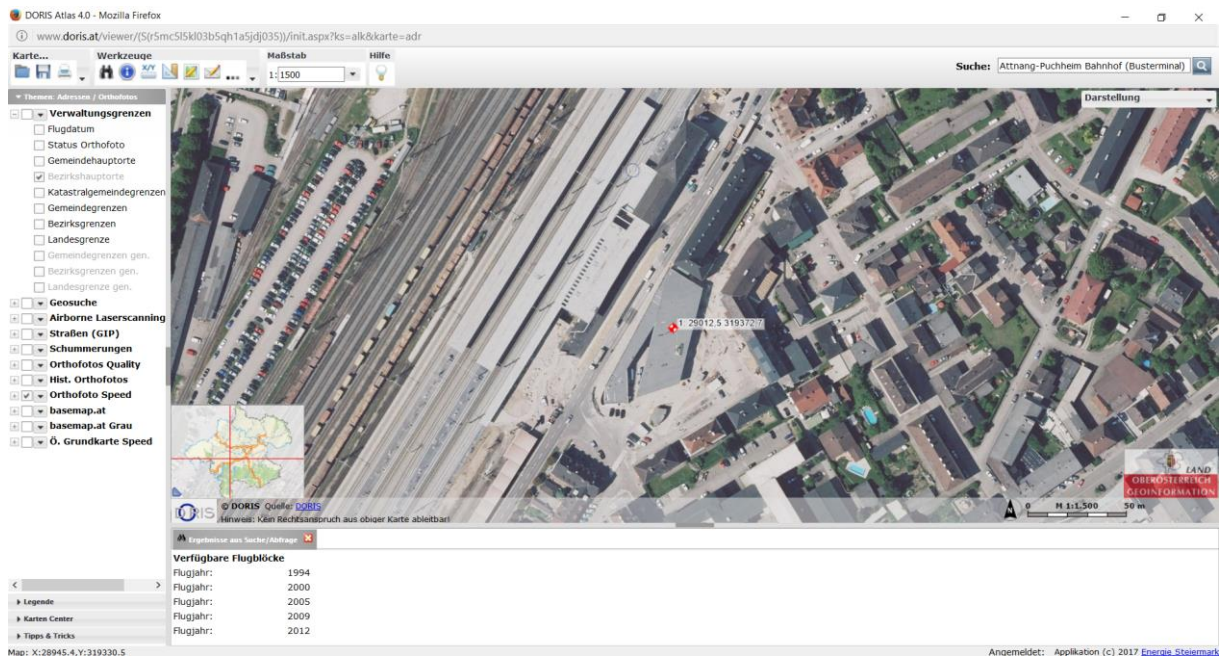 DORIS Atlas 4.0 - Mozilla Firefox
www.doris.at/viewer/(S(r5mc5l5kl03b5qh1a5jdj035))/init.aspx?ks=alk&karte=adr
Karte... Werkzeuge Maßstab Hilfe
X/Y ... 1: 1500 Suche: Attnang-Puchheim Bahnhof (Busterminal)
Themen: Adressen / Orthofotos
Darstellung
Verwaltungsgrenzen
Flugdatum
Status Orthofoto
Gemeindehauptorte
Bezirkshauptorte
Katastralgemeindegrenzen
Gemeindegrenzen
Bezirksgrenzen
Landesgrenze
Gemeindegrenzen gen.
Bezirksgrenzen gen.
Landesgrenze gen.
Geosuche
Airborne Laserscanning
Straßen (GIP)
Schummerungen
Orthofotos Quality
Hist. Orthofotos
Orthofoto Speed
basemap.at
basemap.at Grau
Ö. Grundkarte Speed
1: 29012,5 319372,7
LAND
OBERÖSTERREICH
GEOINFORMATION
DORIS
© DORIS Quelle: DORIS
Hinweis: Kein Rechtsanspruch aus obiger Karte ableitbar!
0 M 1:1.500 50 m
Ergebnisse aus Suche/Abfrage
Verfügbare Flugblöcke
Flugjahr: 1994
Flugjahr: 2000
Flugjahr: 2005
Flugjahr: 2009
Flugjahr: 2012
Legende
Karten Center
Tipps & Tricks
Map: X:28945.4,Y:319330.5
Angemeldet: Applikation (c) 2017 Energie Steiermark